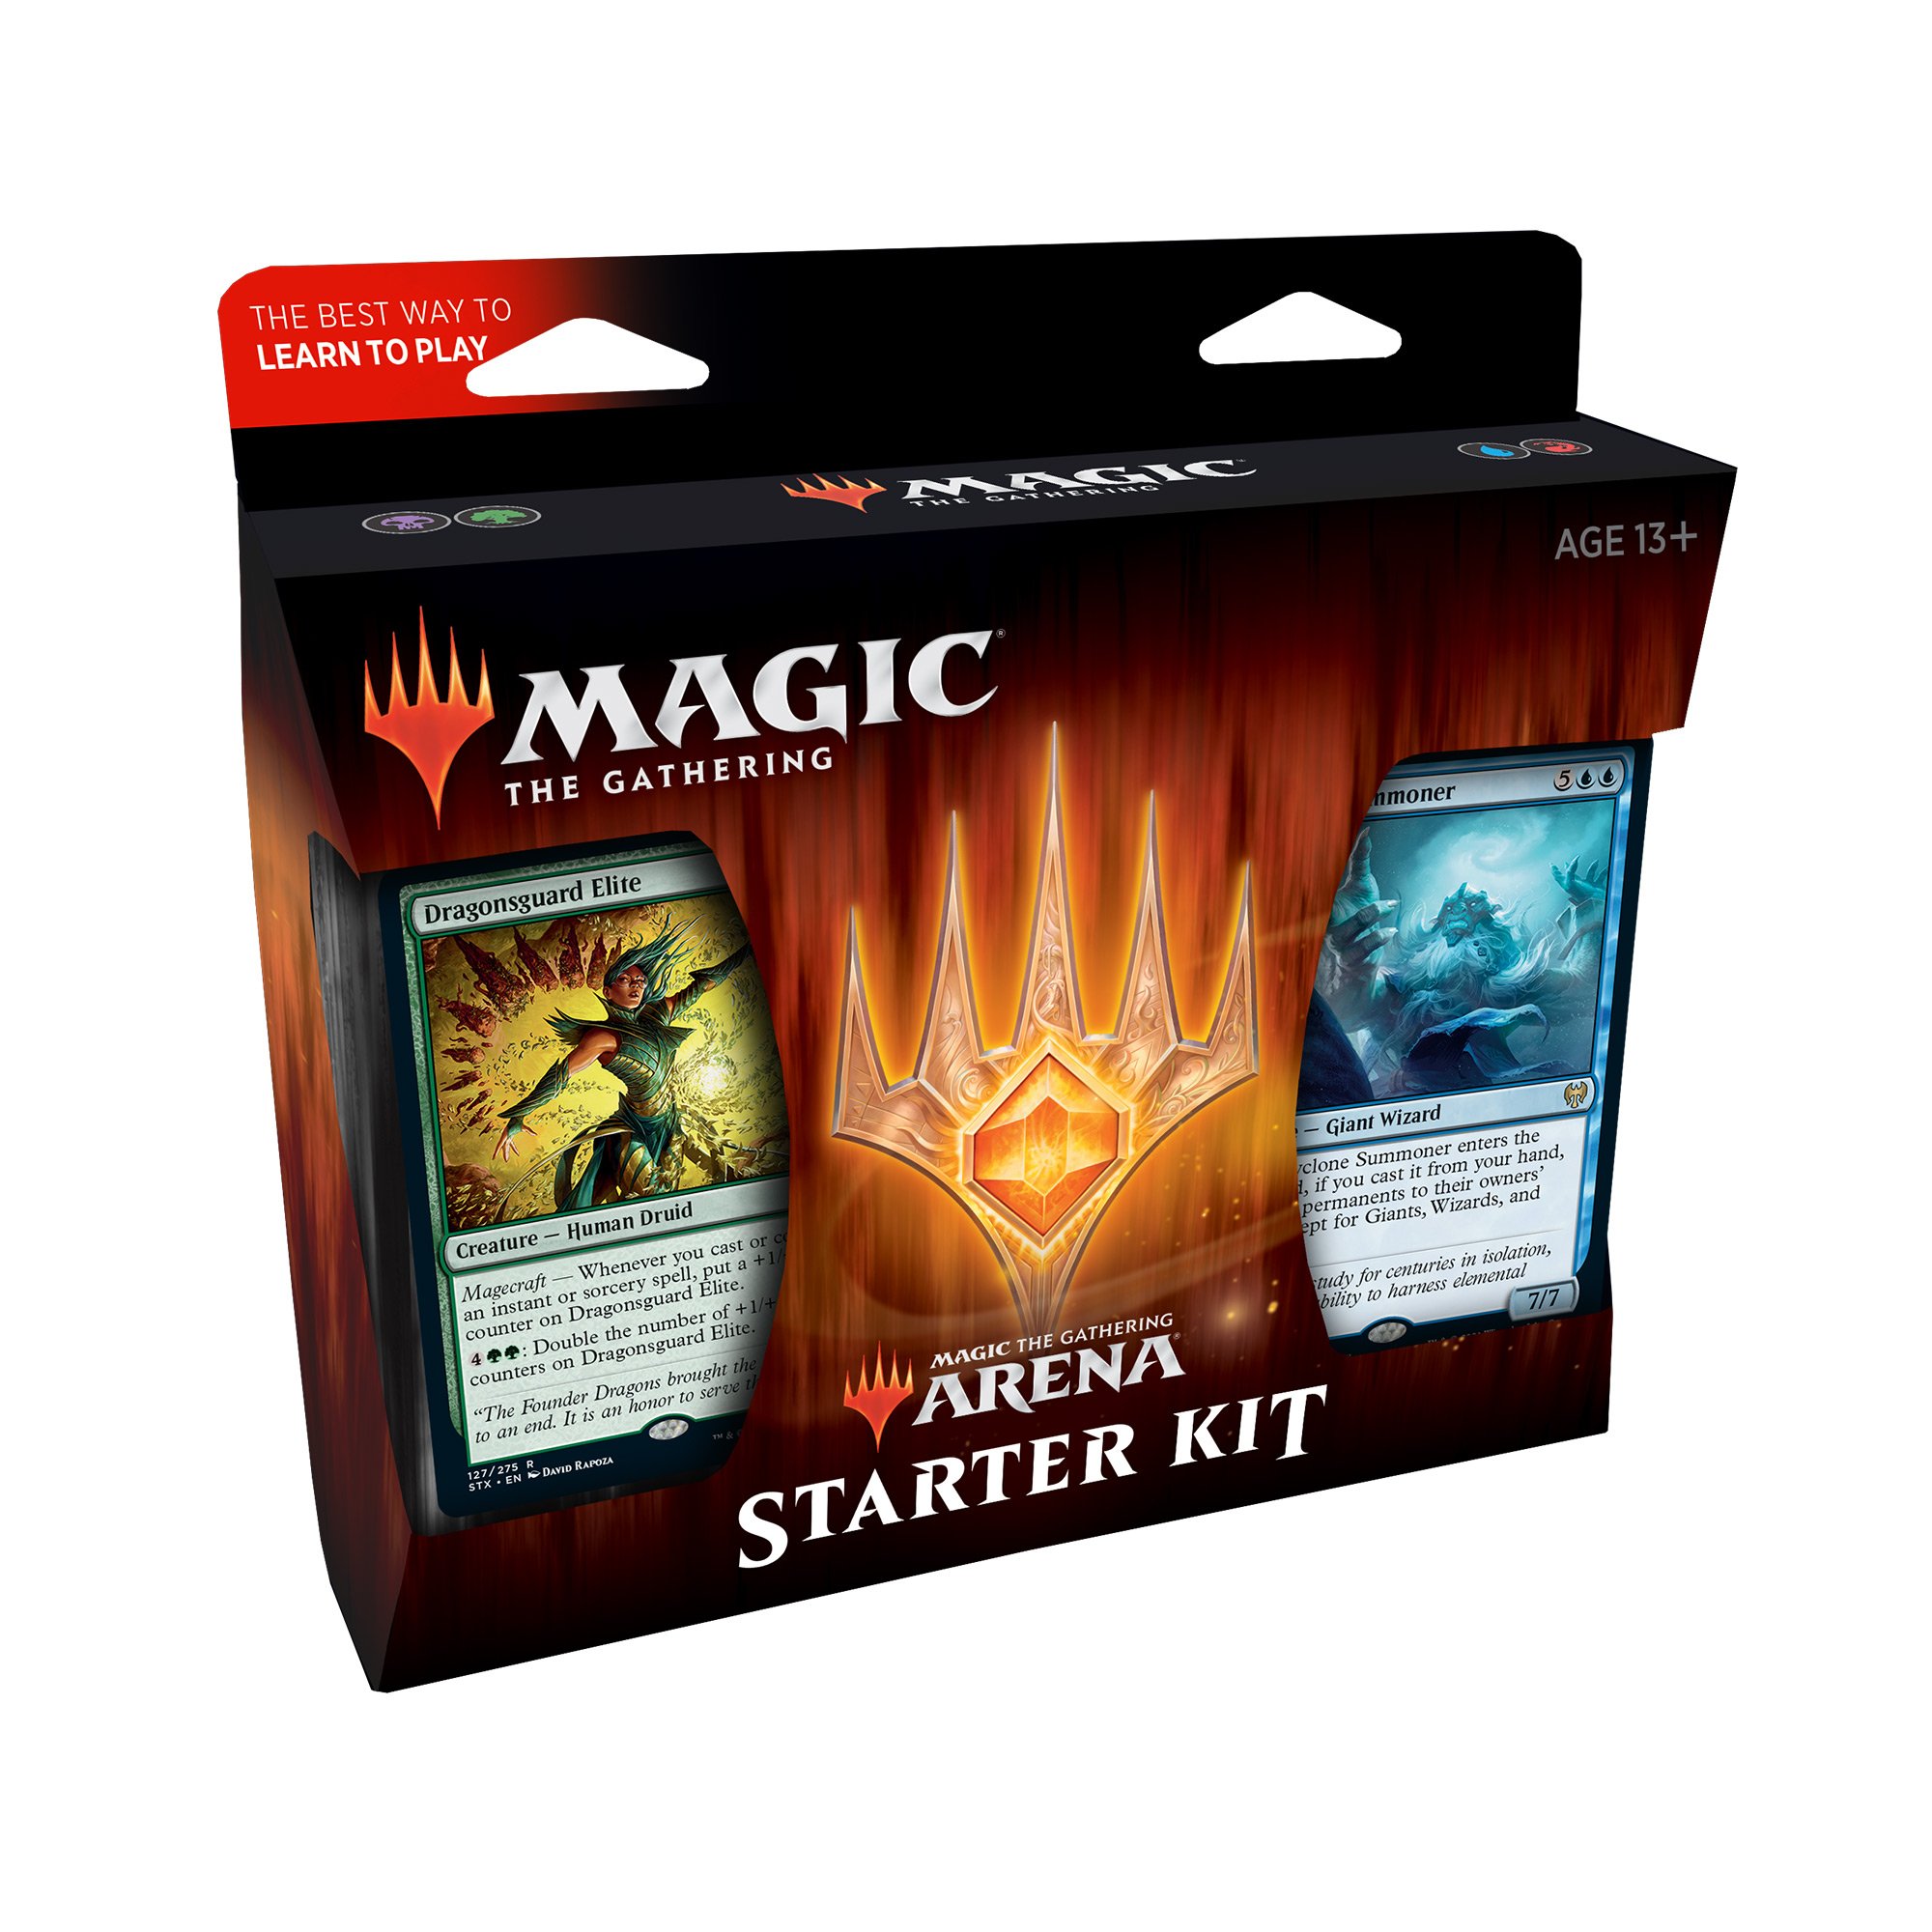 THE BEST WAY TO
LEARN TO PLAY
MAGIC™
THE GATHERING
AGE 13+
MAGIC®
THE GATHERING
Dragonsguard Elite
Creature — Human Druid
Magecraft — Whenever you cast or
an instant or sorcery spell, put a +1/
counter on Dragonsguard Elite.
4: Double the number of +1/+
counters on Dragonsguard Elite.
"The Founder Dragons brought the
to an end. It is an honor to serve
127/275 R
STX • EN DAVID RAPOZA
™ &
mmoner
5
— Giant Wizard
yclone Summoner enters the
, if you cast it from your hand,
permanents to their owners'
ept for Giants, Wizards, and
study for centuries in isolation,
bility to harness elemental
7/7
MAGIC THE GATHERING
ARENA®
STARTER KIT